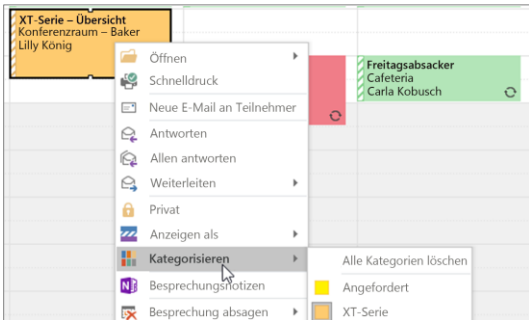 XT-Serie – Übersicht
Konferenzraum – Baker
Lilly König
Freitagsabsacker
Cafeteria
Carla Kobusch
Öffnen
Schnelldruck
Neue E-Mail an Teilnehmer
Antworten
Allen antworten
Weiterleiten
Privat
Anzeigen als
Kategorisieren
Besprechungsnotizen
Besprechung absagen
Alle Kategorien löschen
Angefordert
XT-Serie